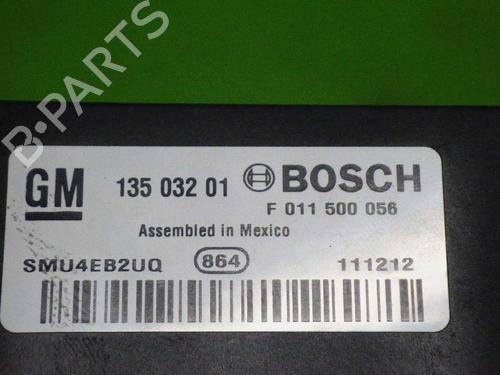 B-PARTS
GM 135 032 01 BOSCH
F 011 500 056
Assembled in Mexico
SMU4EB2UQ 864 111212